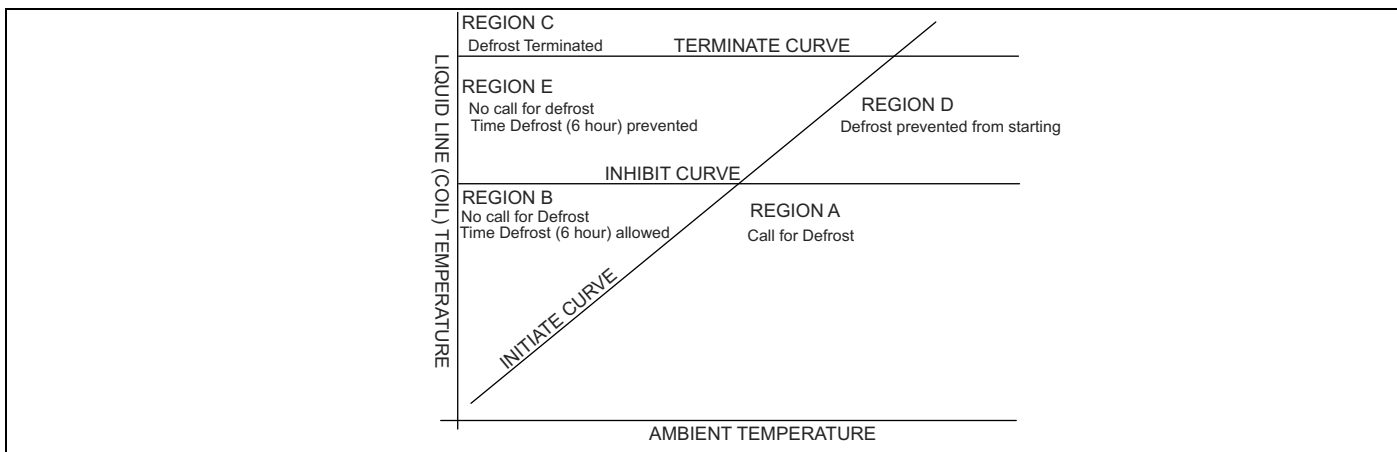 REGION C
Defrost Terminated
TERMINATE CURVE
LIQUID LINE (COIL) TEMPERATURE
REGION E
No call for defrost
Time Defrost (6 hour) prevented
REGION D
Defrost prevented from starting
INHIBIT CURVE
REGION B
No call for Defrost
Time Defrost (6 hour) allowed
REGION A
Call for Defrost
INITIATE CURVE
AMBIENT TEMPERATURE